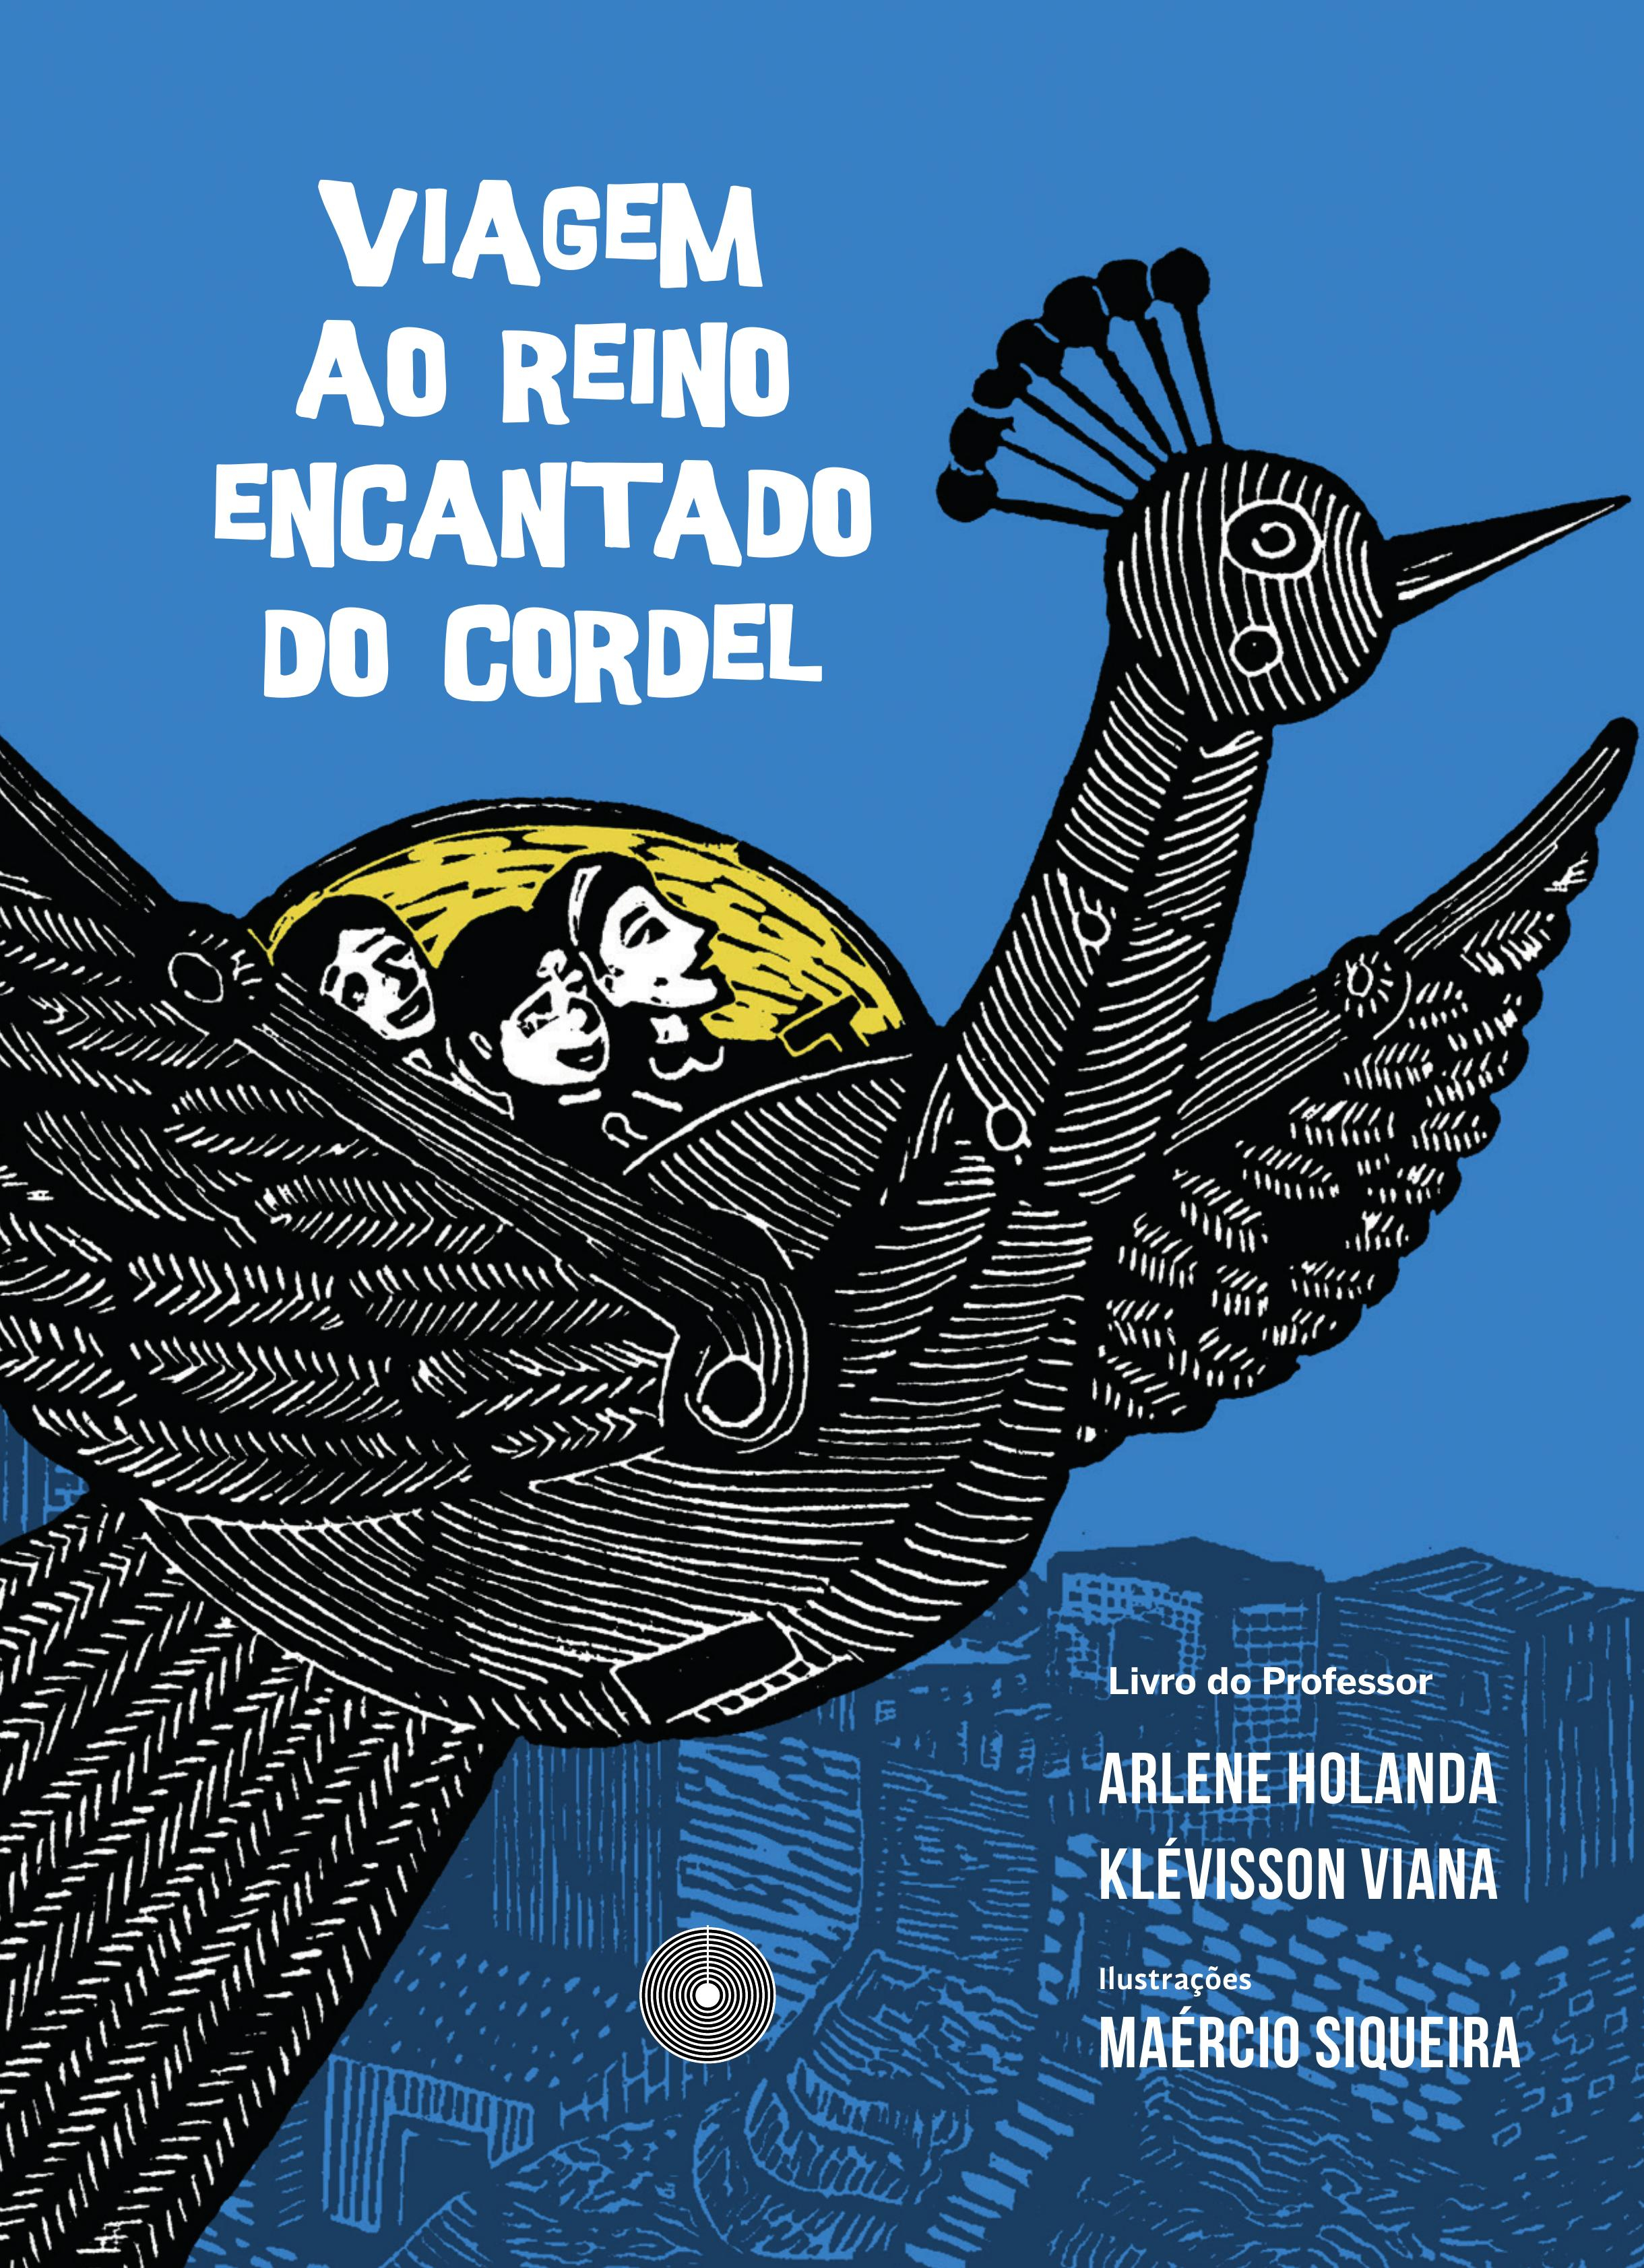 VIAGEM
AO REINO
ENCANTADO
DO CORDEL
Livro do Professor
ARLENE HOLANDA
KLÉVISSON VIANA
Ilustrações
MAÉRCIO SIQUEIRA